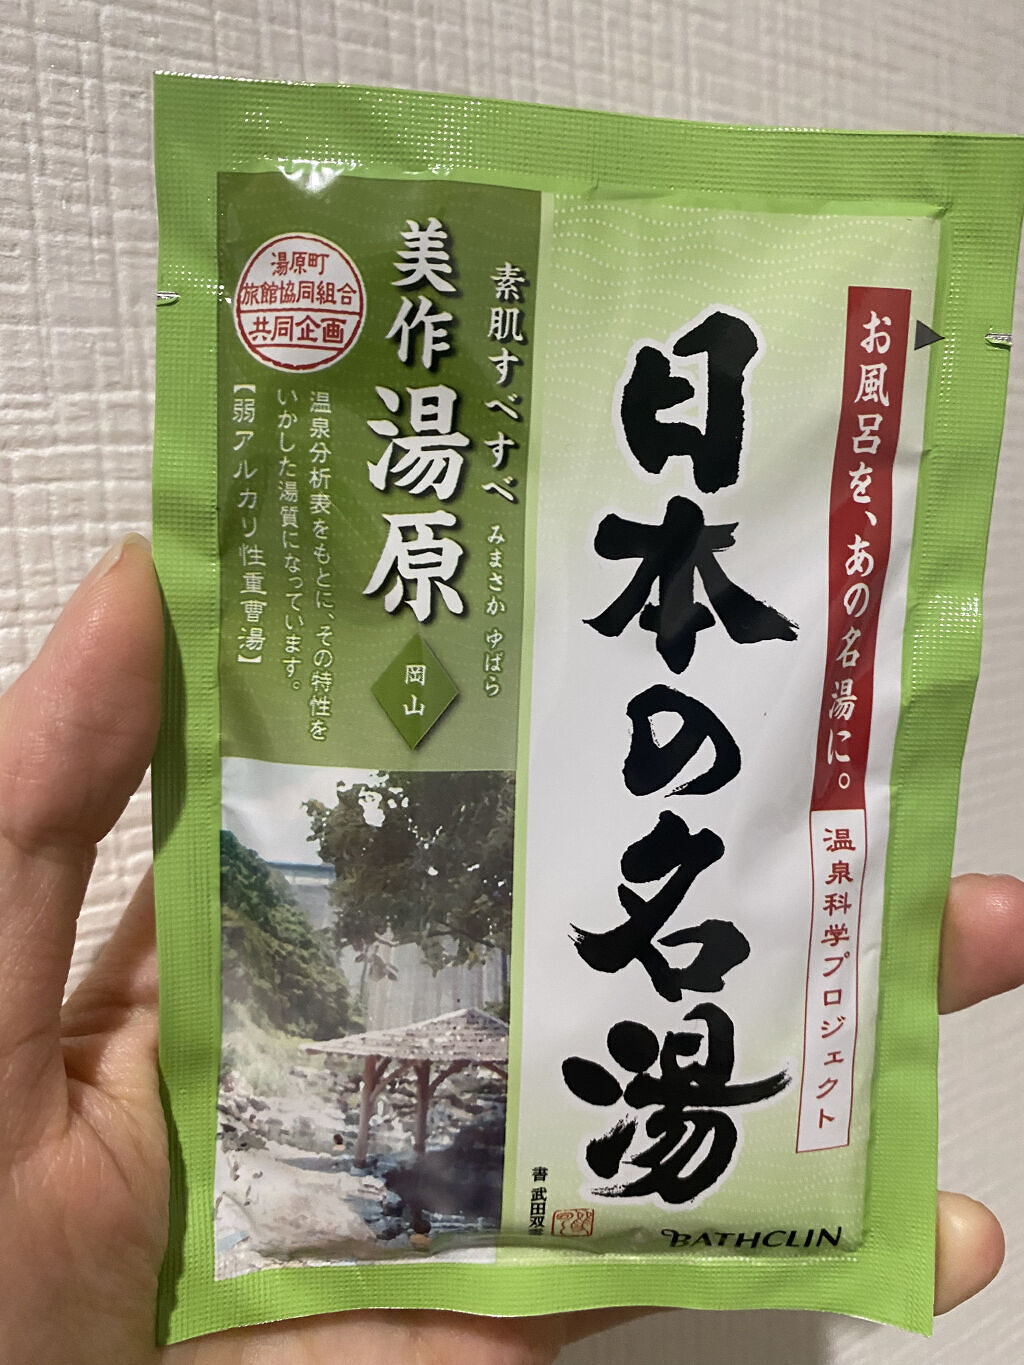 お風呂を、あの名湯に。
温泉科学プロジェクト
日本の名湯
書 武田双雲
BATHCLIN
素肌すべすべ
みまさか ゆばら
美作湯原
岡山
湯原町
旅館協同組合
共同企画
温泉分析表をもとに、その特性を
いかした湯質になっています。
【弱アルカリ性重曹湯】